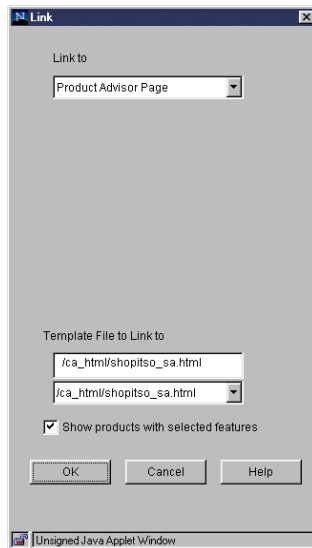 Link
Link to
Product Advisor Page
Template File to Link to
/ca_html/shopitso_sa.html
/ca_html/shopitso_sa.html
Show products with selected features
OK Cancel Help
Unsigned Java Applet Window